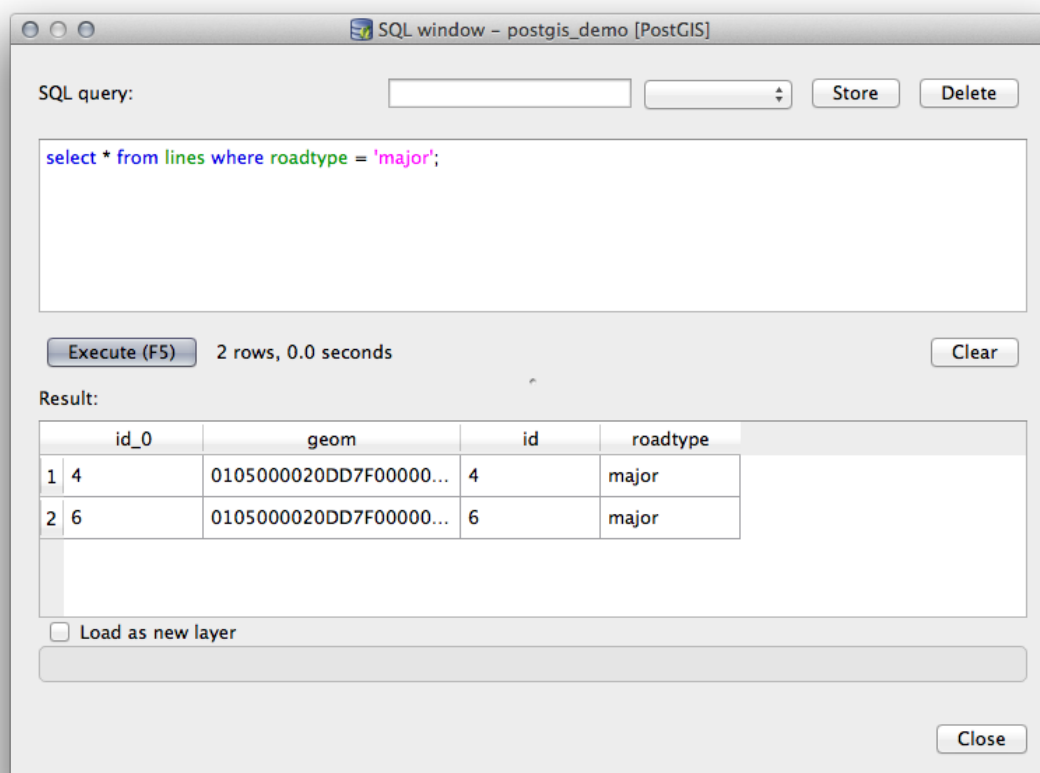 SQL window – postgis_demo [PostGIS]
SQL query:
Store
Delete
select * from lines where roadtype = 'major';
Execute (F5)
2 rows, 0.0 seconds
Clear
Result:
id_0 geom id roadtype
1 4 0105000020DD7F00000... 4 major
2 6 0105000020DD7F00000... 6 major
Load as new layer
Close